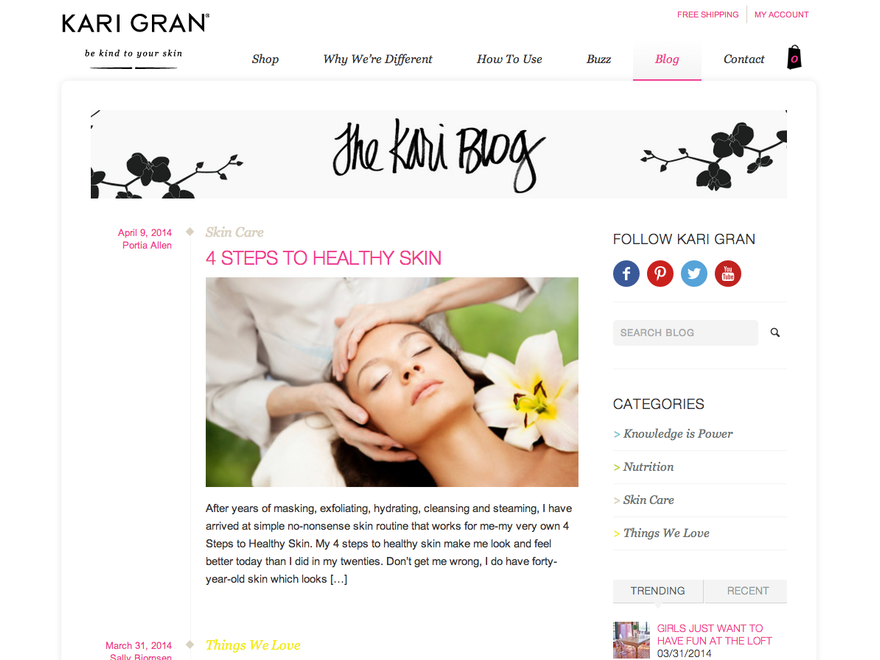 KARI GRAN®
be kind to your skin
FREE SHIPPING
MY ACCOUNT
Shop
Why We're Different
How To Use
Buzz
Blog
Contact
0
The Kari Blog
April 9, 2014
Portia Allen
Skin Care
4 STEPS TO HEALTHY SKIN
After years of masking, exfoliating, hydrating, cleansing and steaming, I have
arrived at simple no-nonsense skin routine that works for me-my very own 4
Steps to Healthy Skin. My 4 steps to healthy skin make me look and feel
better today than I did in my twenties. Don't get me wrong, I do have forty-
year-old skin which looks [...]
March 31, 2014
Sally Bjornsen
Things We Love
FOLLOW KARI GRAN
You
Tube
SEARCH BLOG
CATEGORIES
> Knowledge is Power
> Nutrition
> Skin Care
> Things We Love
TRENDING
RECENT
GIRLS JUST WANT TO
HAVE FUN AT THE LOFT
03/31/2014